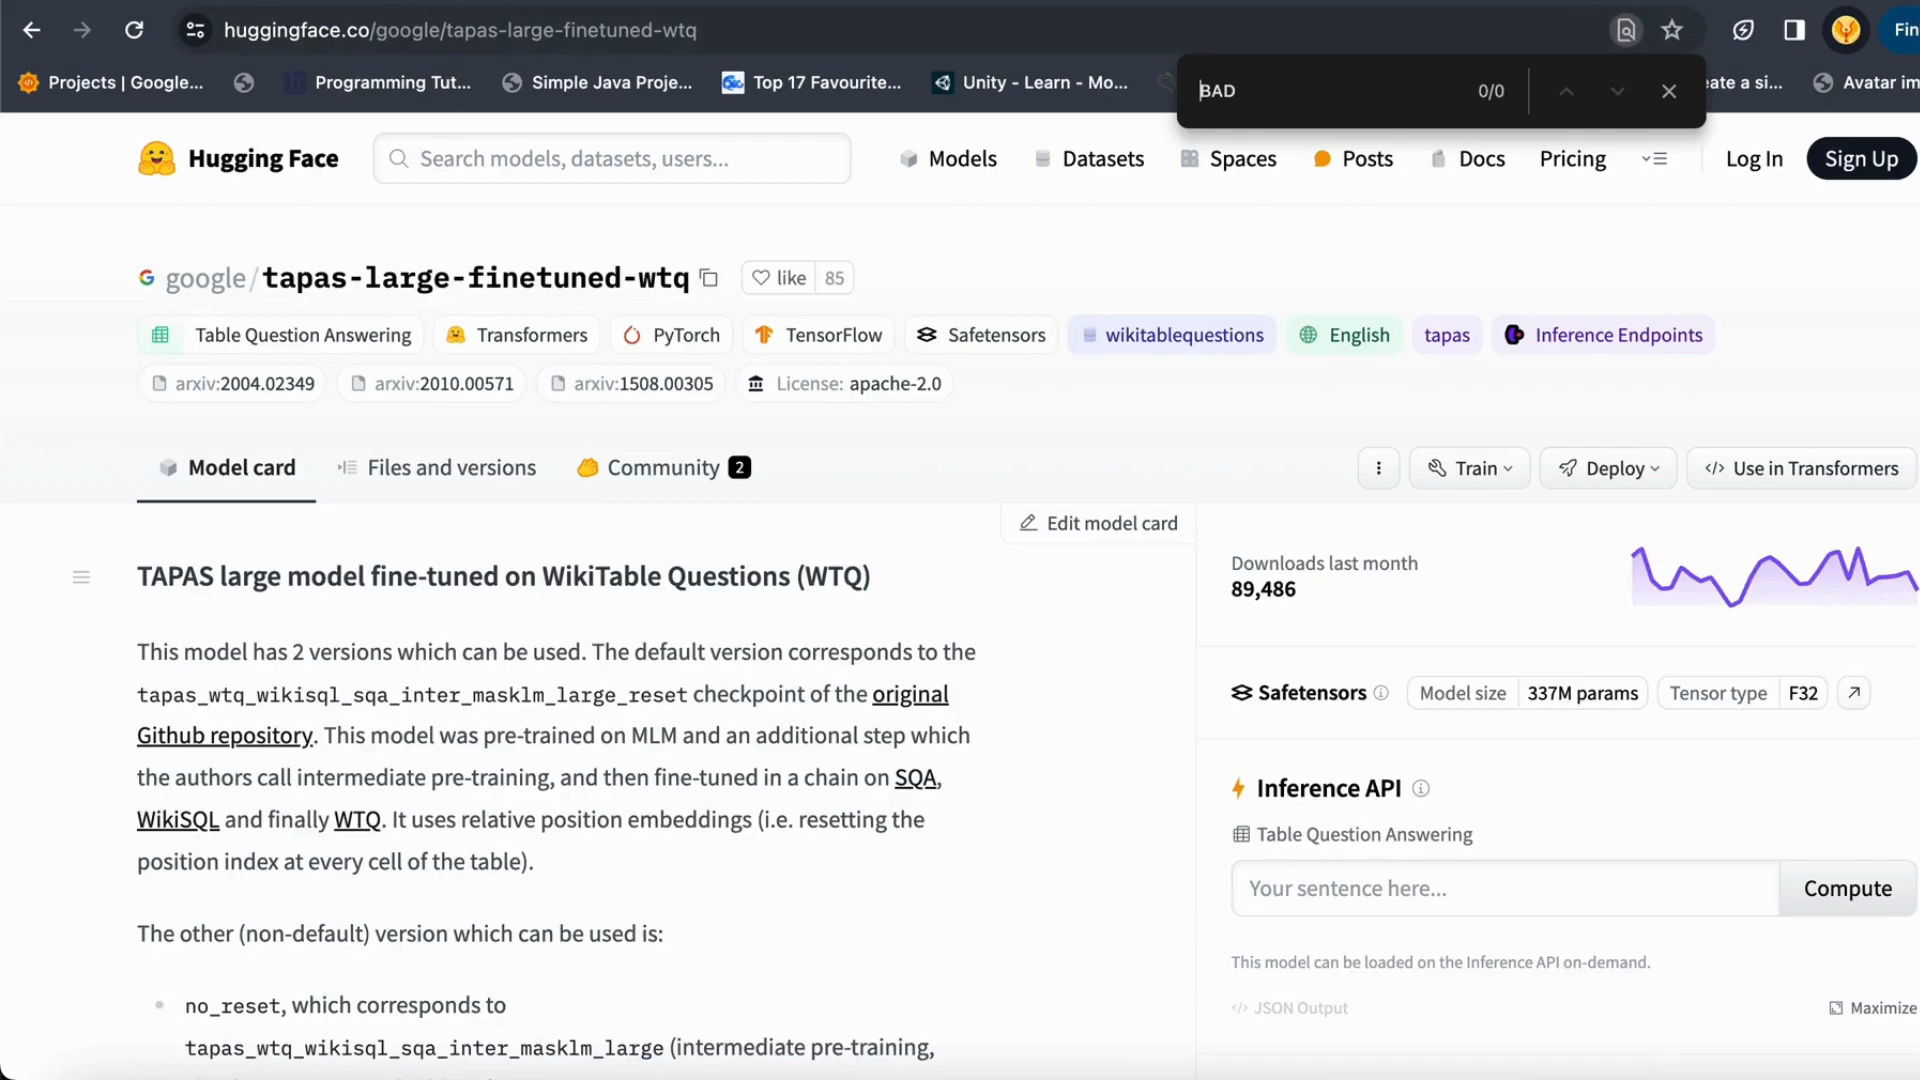 huggingface.co/google/tapas-large-finetuned-wtq
Fin
Projects | Google...
Programming Tut...
Simple Java Proje...
Top 17 Favourite...
Unity - Learn - Mo...
eate a si...
Avatar im
BAD
0/0
Hugging Face
Search models, datasets, users...
Models
Datasets
Spaces
Posts
Docs
Pricing
Log In
Sign Up
google/tapas-large-finetuned-wtq
like 85
Table Question Answering
Transformers
PyTorch
TensorFlow
Safetensors
wikitablequestions
English
tapas
Inference Endpoints
arxiv:2004.02349
arxiv:2010.00571
arxiv:1508.00305
License: apache-2.0
Model card
Files and versions
Community 2
Train
Deploy
</> Use in Transformers
Edit model card
TAPAS large model fine-tuned on WikiTable Questions (WTQ)
This model has 2 versions which can be used. The default version corresponds to the
tapas_wtq_wikisql_sqa_inter_masklm_large_reset checkpoint of the original
Github repository. This model was pre-trained on MLM and an additional step which
the authors call intermediate pre-training, and then fine-tuned in a chain on SQA,
WikiSQL and finally WTQ. It uses relative position embeddings (i.e. resetting the
position index at every cell of the table).
The other (non-default) version which can be used is:
no_reset, which corresponds to
tapas_wtq_wikisql_sqa_inter_masklm_large (intermediate pre-training,
Downloads last month
89,486
Safetensors
Model size 337M params
Tensor type F32
Inference API
Table Question Answering
Your sentence here...
Compute
This model can be loaded on the Inference API on-demand.
</> JSON Output
Maximize